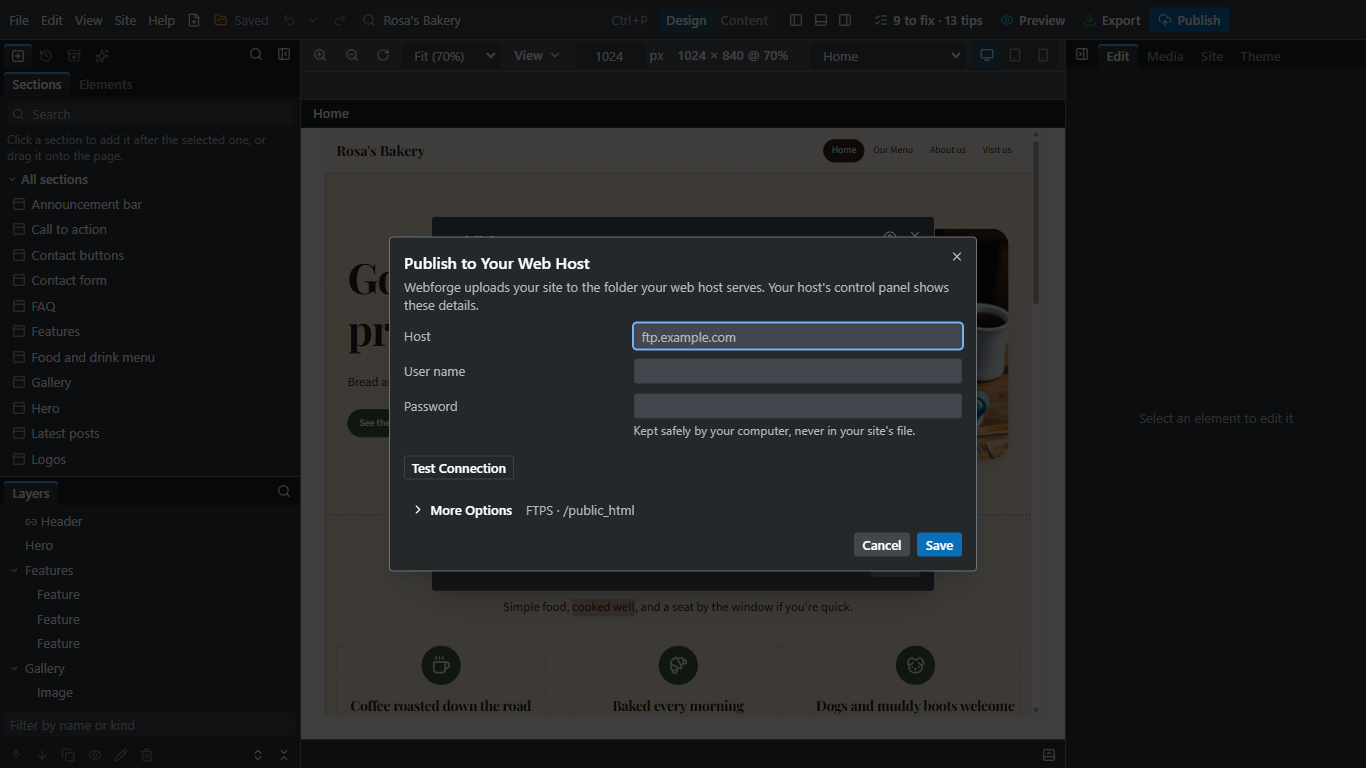 File Edit View Site Help Saved Rosa's Bakery Ctrl+P Design Content 9 to fix · 13 tips Preview Export Publish
Fit (70%) View 1024 px 1024 × 840 @ 70% Home
Edit Media Site Theme
Sections Elements
Search
Click a section to add it after the selected one, or
drag it onto the page.
All sections
Announcement bar
Call to action
Contact buttons
Contact form
FAQ
Features
Food and drink menu
Gallery
Hero
Latest posts
Logos
Layers
Header
Hero
Features
Feature
Feature
Feature
Gallery
Image
Filter by name or kind
Home
Rosa's Bakery Home Our Menu About us Visit us
Publish to Your Web Host
Webforge uploads your site to the folder your web host serves. Your host's control panel shows
these details.
Host ftp.example.com
User name
Password
Kept safely by your computer, never in your site's file.
Test Connection
More Options FTPS · /public_html
Cancel Save
See the
Simple food, cooked well, and a seat by the window if you're quick.
Coffee roasted down the road Baked every morning Dogs and muddy boots welcome
Select an element to edit it